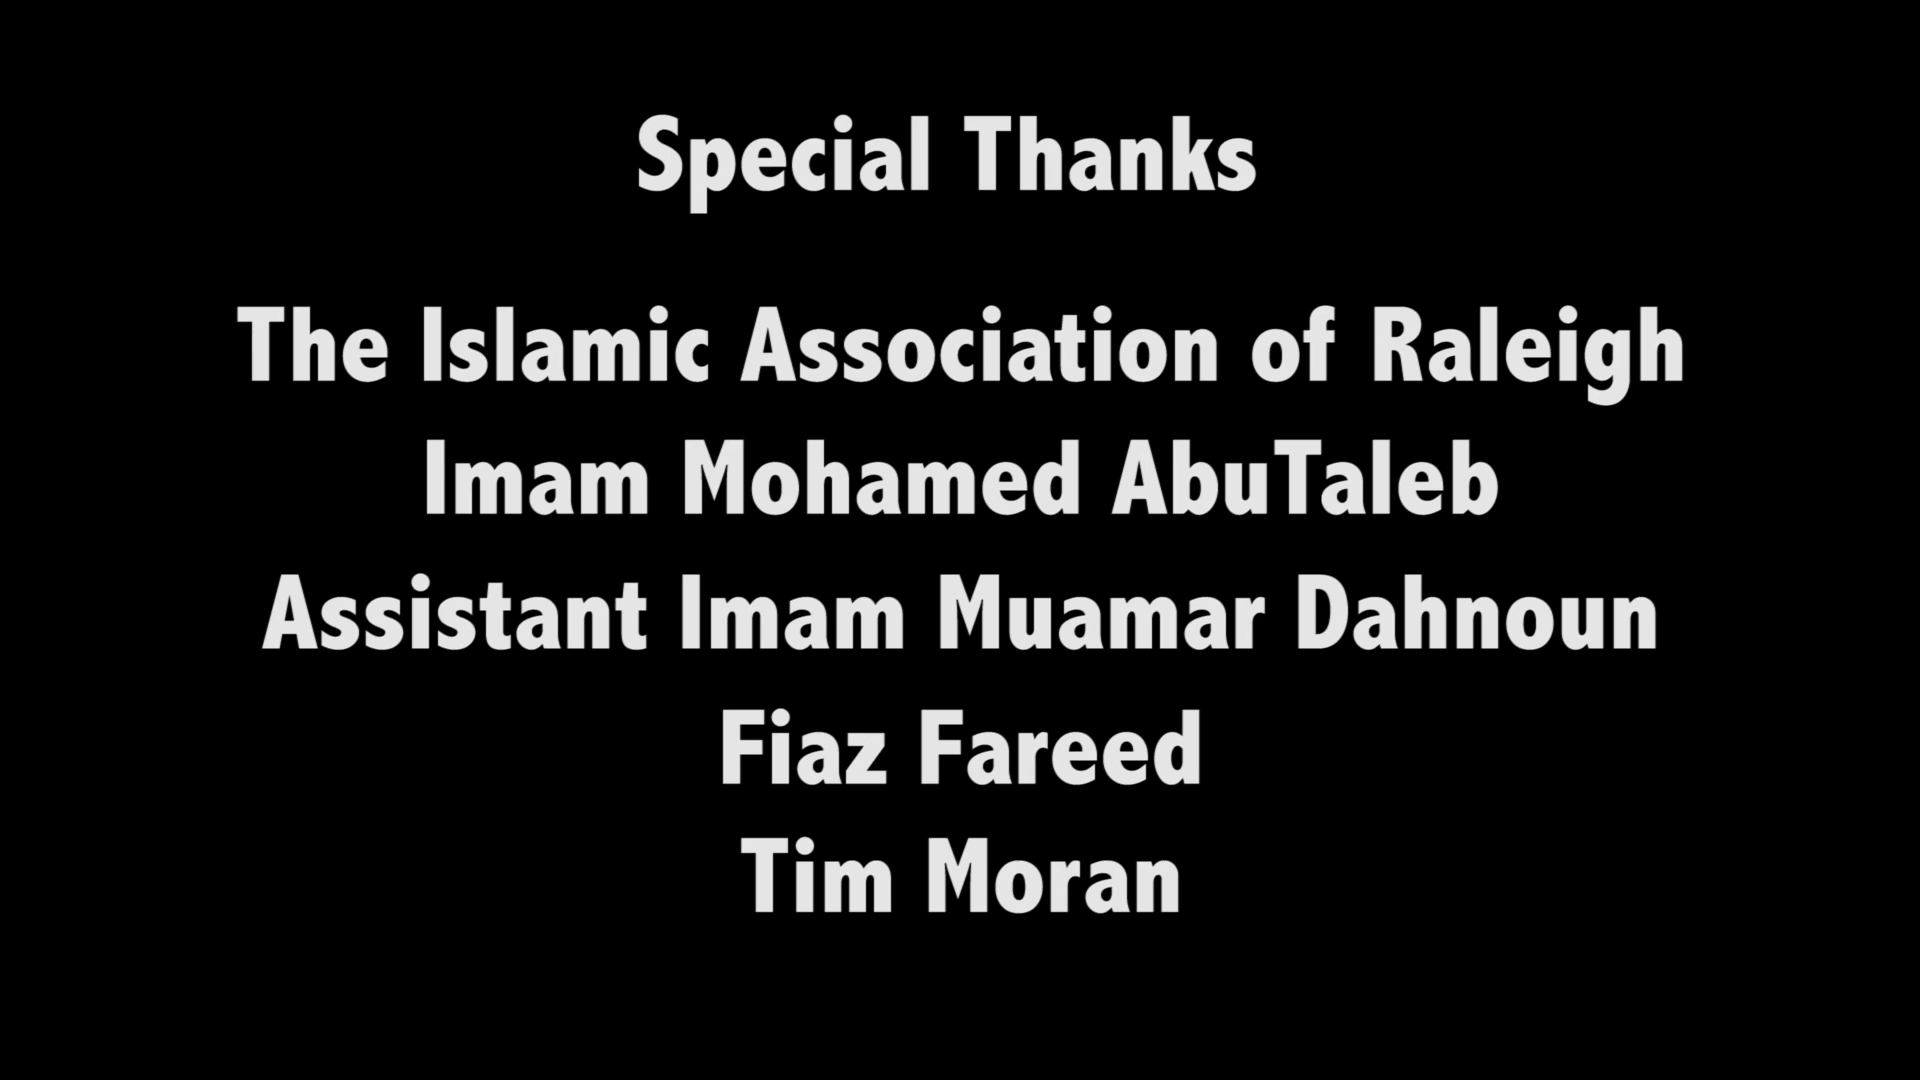 Special Thanks
The Islamic Association of Raleigh
Imam Mohamed AbuTaleb
Assistant Imam Muamar Dahnoun
Fiaz Fareed
Tim Moran